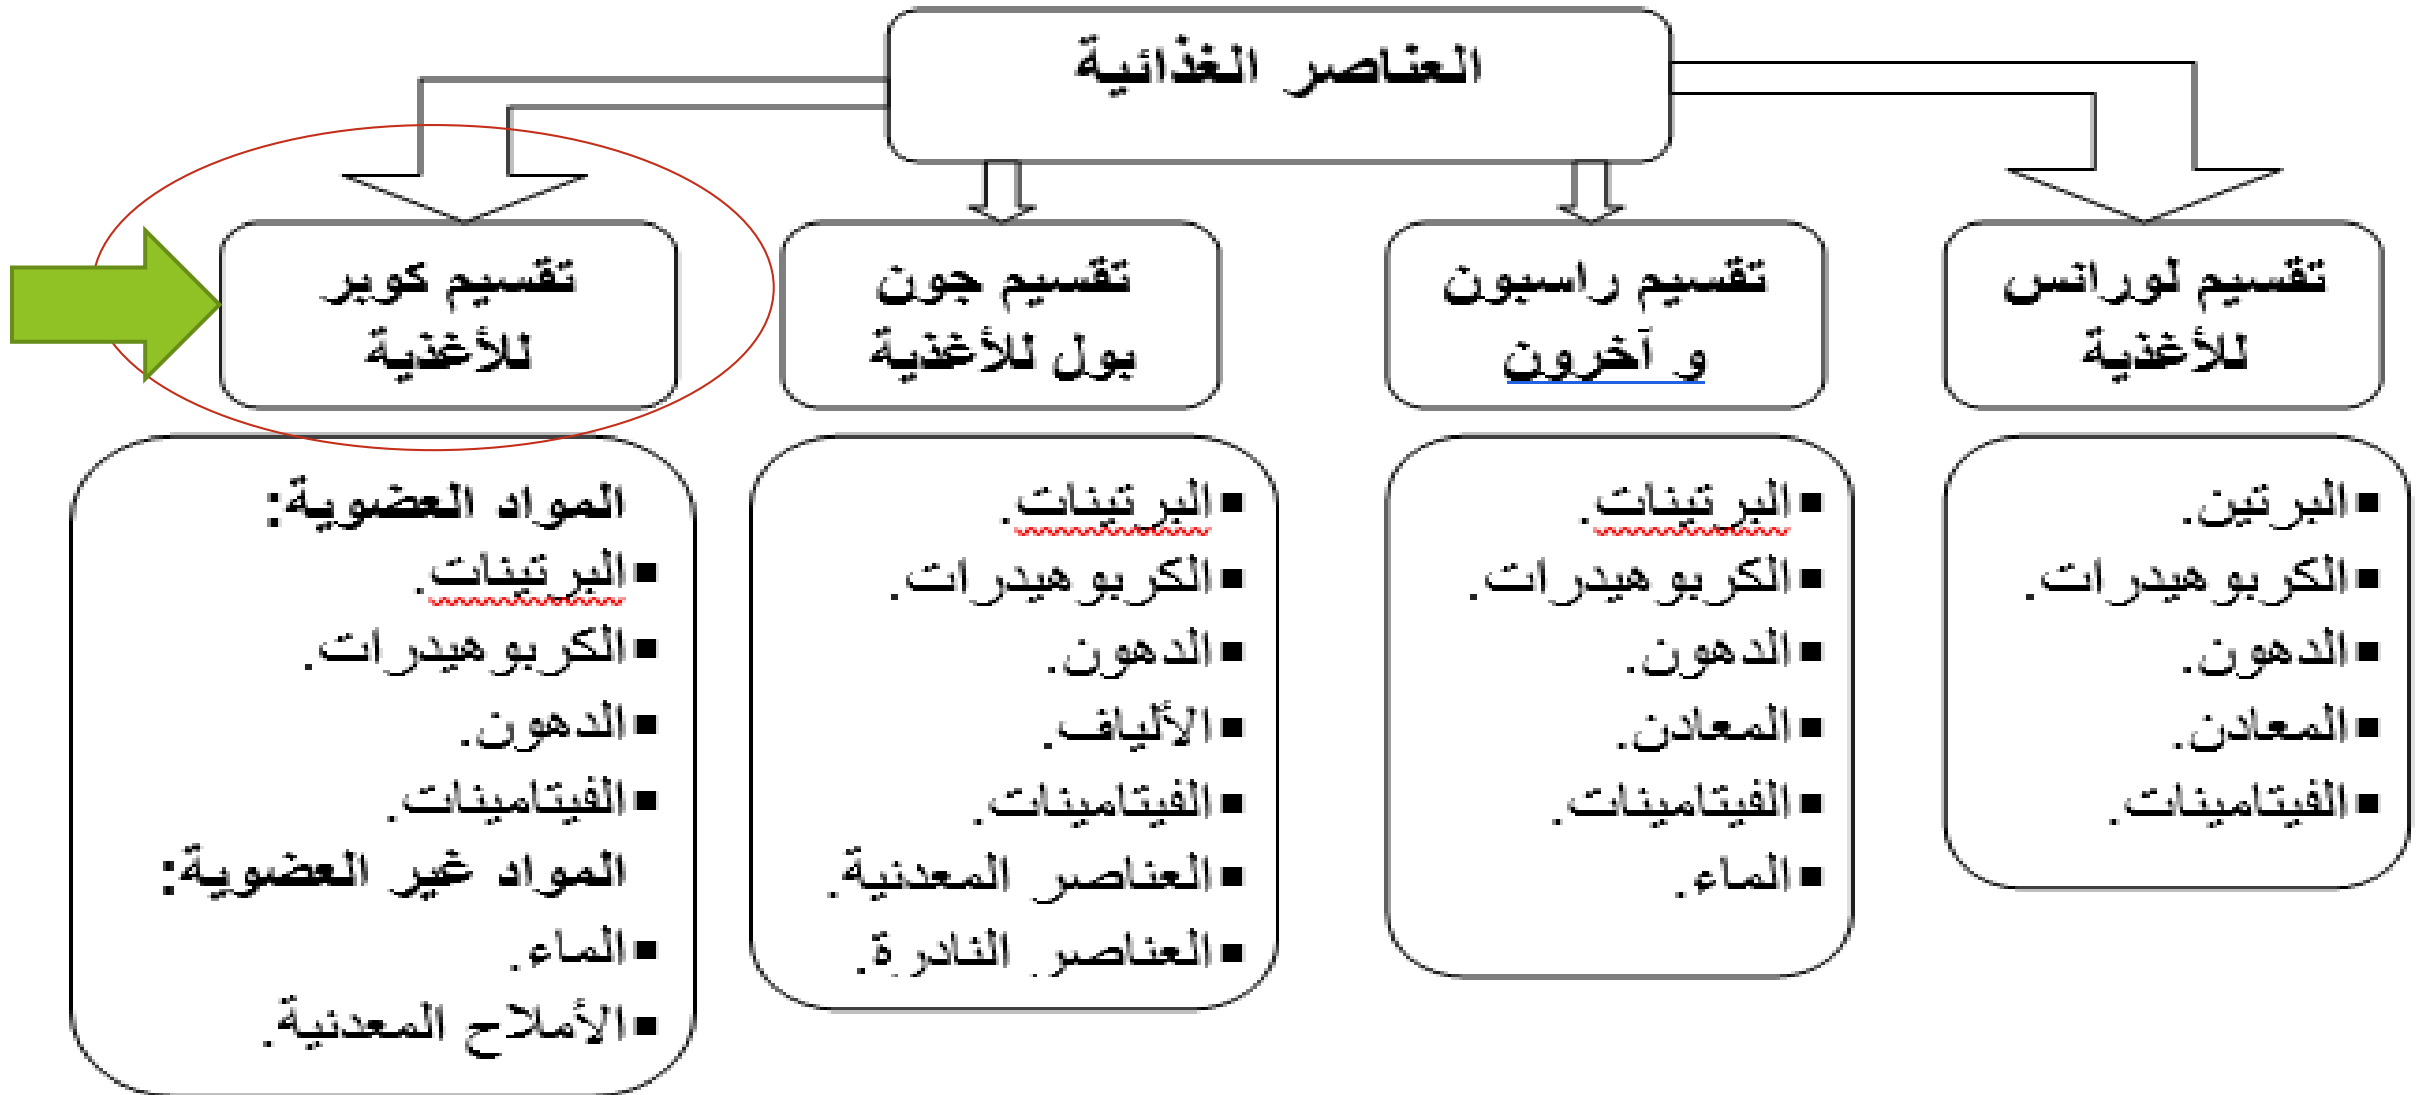 العناصر الغذائية
تقسيم لورانس
للأغذية
البرتين.
الكربوهيدرات.
الدهون.
المعادن.
الفيتامينات.
تقسيم راسبون
و آخرون
البرتينات.
الكربوهيدرات.
الدهون.
المعادن.
الفيتامينات.
الماء.
تقسيم جون
بول للأغذية
البرتينات.
الكربوهيدرات.
الدهون.
الألياف.
الفيتامينات.
العناصر المعدنية.
العناصر النادرة.
تقسيم كوبر
للأغذية
المواد العضوية:
البرتينات.
الكربوهيدرات.
الدهون.
الفيتامينات.
المواد غير العضوية:
الماء.
الأملاح المعدنية.